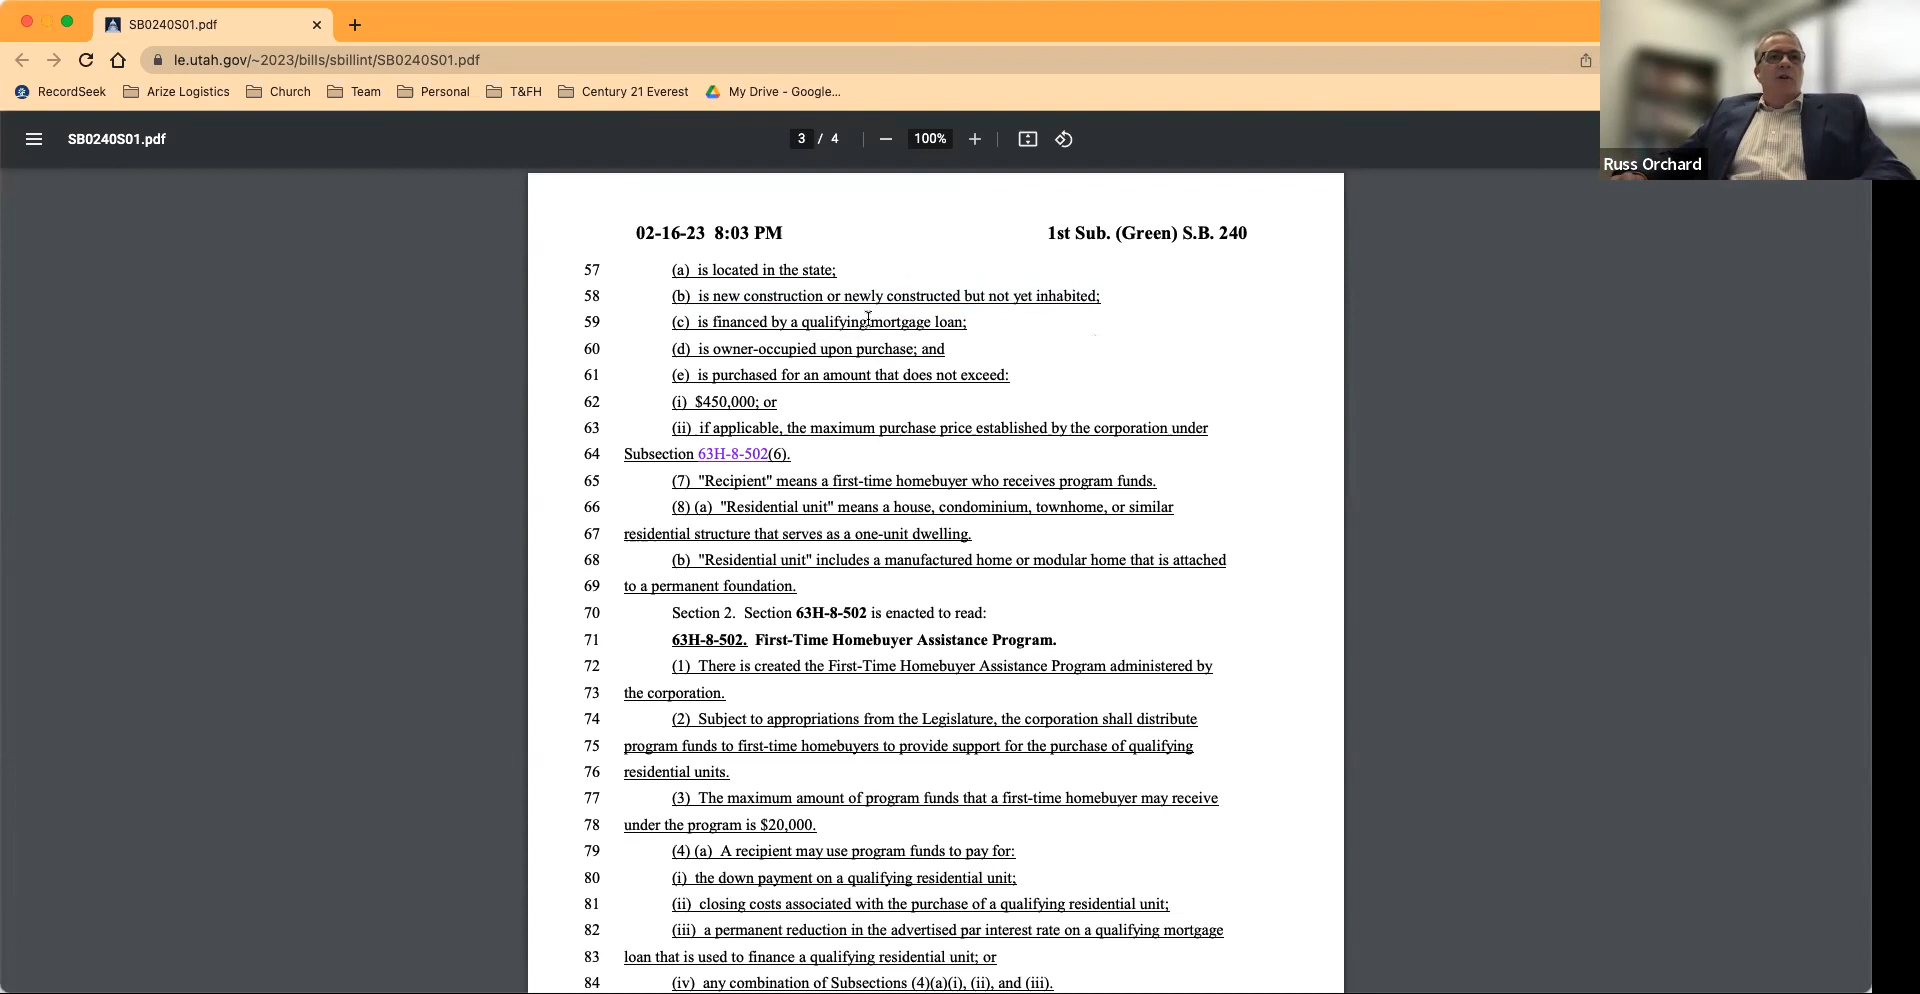 SB0240S01.pdf
le.utah.gov/~2023/bills/sbillint/SB0240S01.pdf
RecordSeek Arize Logistics Church Team Personal T&FH Century 21 Everest My Drive - Google...
SB0240S01.pdf 3 / 4 100%
Russ Orchard
02-16-23 8:03 PM 1st Sub. (Green) S.B. 240
57 (a) is located in the state;
58 (b) is new construction or newly constructed but not yet inhabited;
59 (c) is financed by a qualifying mortgage loan;
60 (d) is owner-occupied upon purchase; and
61 (e) is purchased for an amount that does not exceed:
62 (i) $450,000; or
63 (ii) if applicable, the maximum purchase price established by the corporation under
64 Subsection 63H-8-502(6).
65 (7) "Recipient" means a first-time homebuyer who receives program funds.
66 (8) (a) "Residential unit" means a house, condominium, townhome, or similar
67 residential structure that serves as a one-unit dwelling.
68 (b) "Residential unit" includes a manufactured home or modular home that is attached
69 to a permanent foundation.
70 Section 2. Section 63H-8-502 is enacted to read:
71 63H-8-502. First-Time Homebuyer Assistance Program.
72 (1) There is created the First-Time Homebuyer Assistance Program administered by
73 the corporation.
74 (2) Subject to appropriations from the Legislature, the corporation shall distribute
75 program funds to first-time homebuyers to provide support for the purchase of qualifying
76 residential units.
77 (3) The maximum amount of program funds that a first-time homebuyer may receive
78 under the program is $20,000.
79 (4) (a) A recipient may use program funds to pay for:
80 (i) the down payment on a qualifying residential unit;
81 (ii) closing costs associated with the purchase of a qualifying residential unit;
82 (iii) a permanent reduction in the advertised par interest rate on a qualifying mortgage
83 loan that is used to finance a qualifying residential unit; or
84 (iv) any combination of Subsections (4)(a)(i), (ii), and (iii).